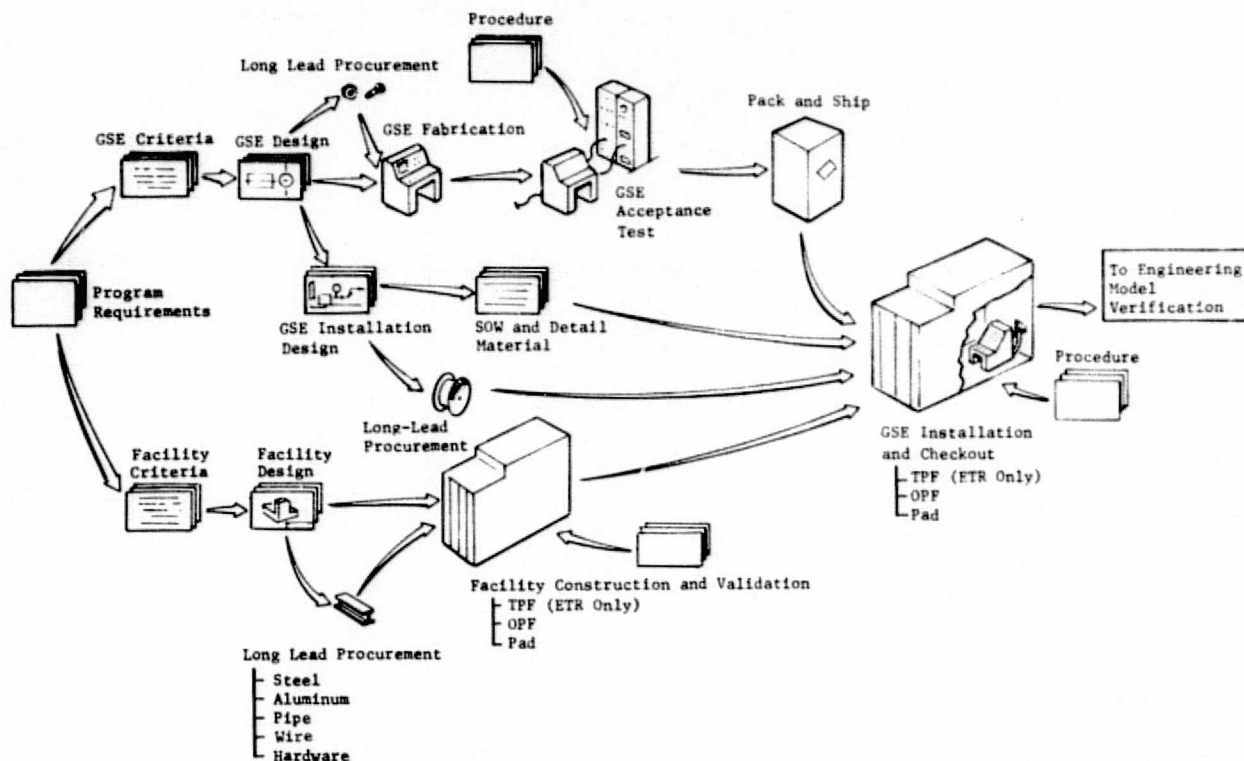 Procedure
Long Lead Procurement
Pack and Ship
GSE Criteria
GSE Design
GSE Fabrication
GSE
Acceptance
Test
Program
Requirements
To Engineering
Model
Verification
GSE Installation
Design
SOW and Detail
Material
Procedure
Long-Lead
Procurement
GSE Installation
and Checkout
TPF (ETR Only)
OPF
Pad
Facility
Criteria
Facility
Design
Facility Construction and Validation
TPF (ETR Only)
OPF
Pad
Long Lead Procurement
Steel
Aluminum
Pipe
Wire
Hardware